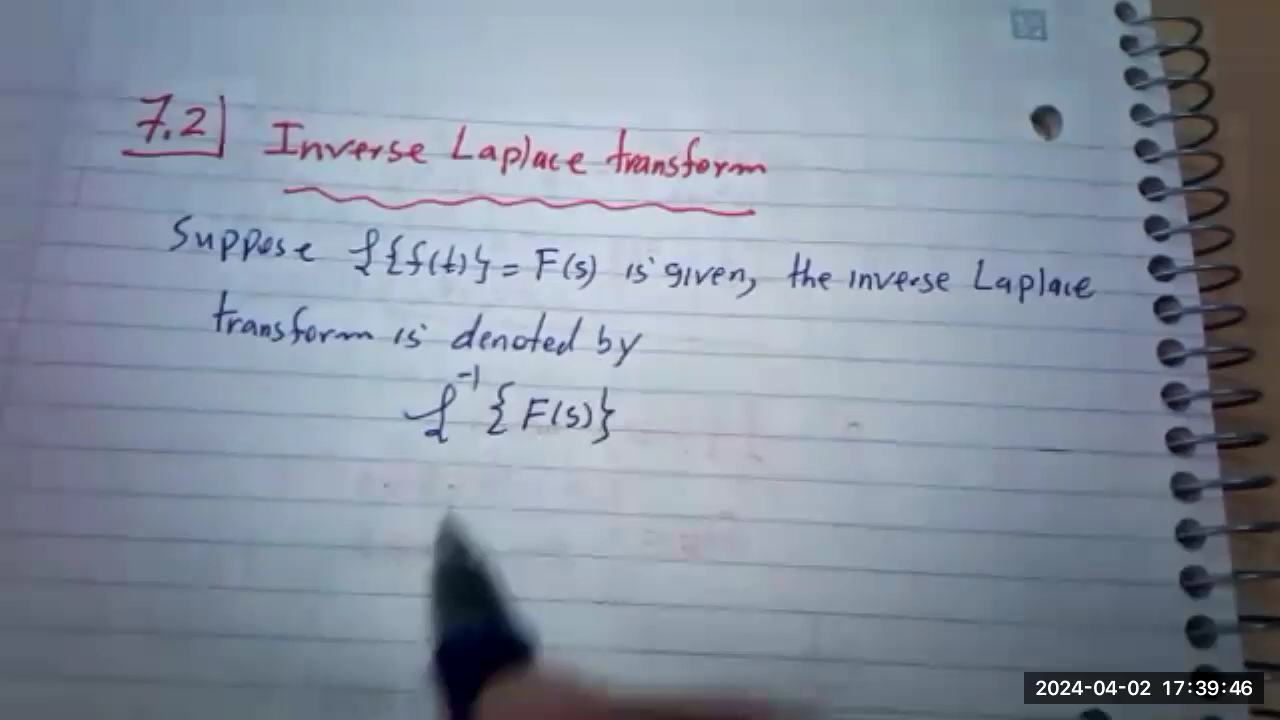 7.2 Inverse Laplace transform
Suppose ℒ{f(t)} = F(s) is given, the inverse Laplace
transform is denoted by
ℒ⁻¹{F(s)}
2024-04-02 17:39:46